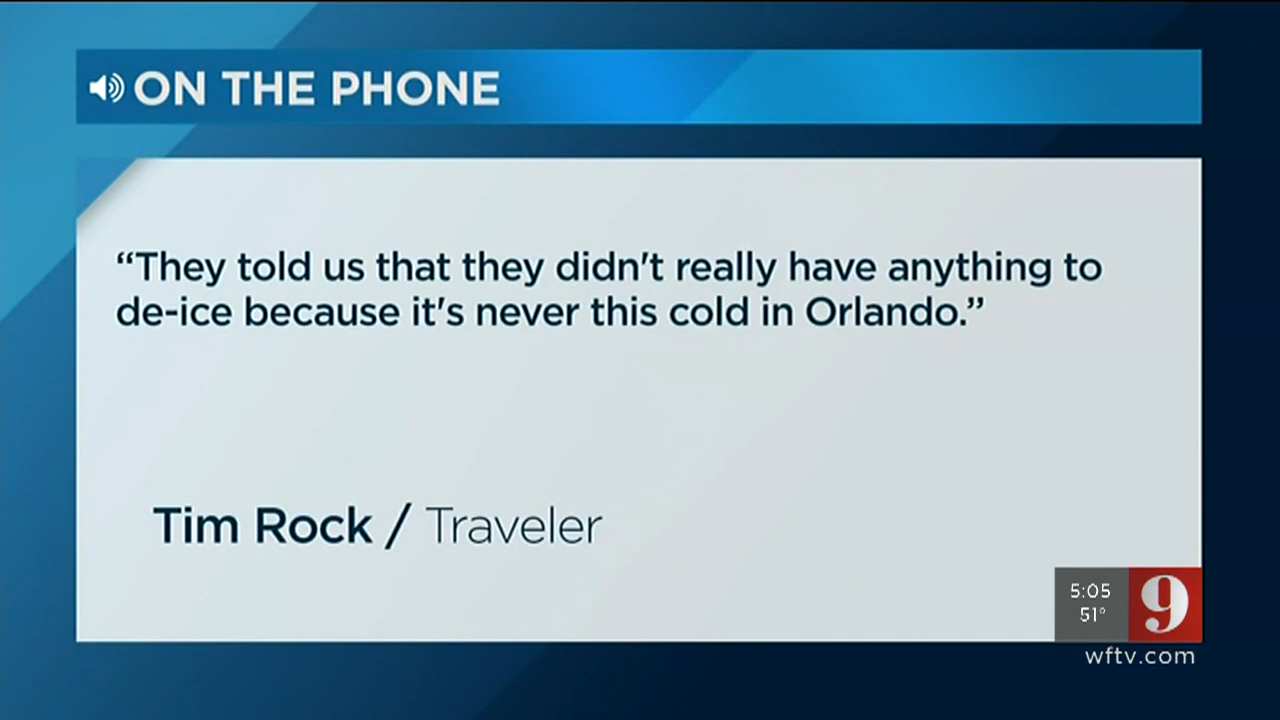 ON THE PHONE
“They told us that they didn't really have anything to
de-ice because it's never this cold in Orlando.”
Tim Rock / Traveler
5:05
51°
9
wftv.com